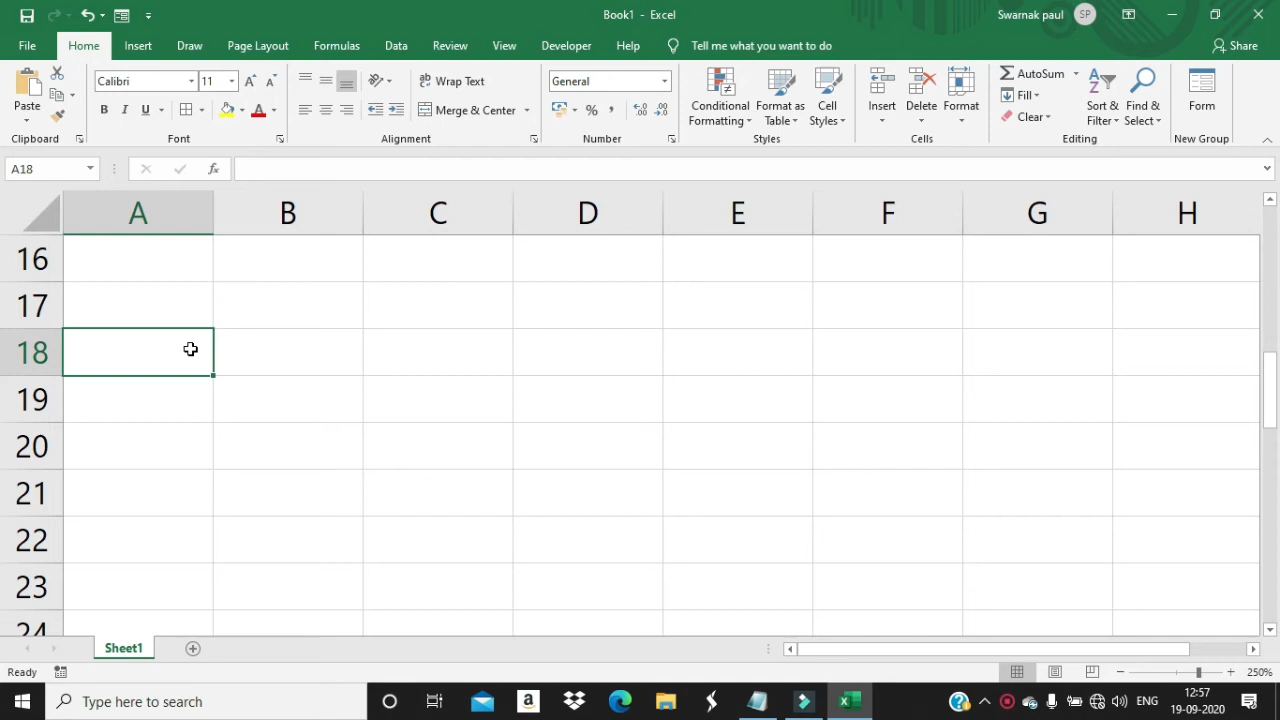 Book1 - Excel
Swarnak paul
SP
File
Home
Insert
Draw
Page Layout
Formulas
Data
Review
View
Developer
Help
Tell me what you want to do
Share
Paste
Clipboard
Calibri
11
B I U
A
Font
ab
Wrap Text
Merge & Center
Alignment
General
%
,
Number
Conditional
Formatting
Format as
Table
Cell
Styles
Styles
Insert
Delete
Format
Cells
AutoSum
Fill
Clear
Sort &
Filter
Find &
Select
Editing
Form
New Group
A18
fx
A B C D E F G H
16
17
18
19
20
21
22
23
24
Sheet1
Ready
250%
Type here to search
a
ENG
12:57
19-09-2020